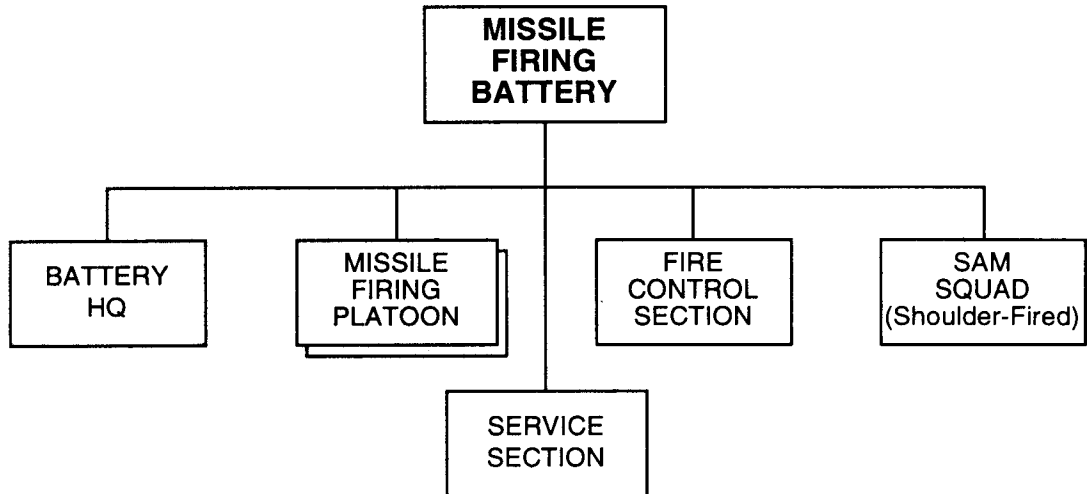 MISSILE
FIRING
BATTERY
BATTERY
HQ
MISSILE
FIRING
PLATOON
FIRE
CONTROL
SECTION
SAM
SQUAD
(Shoulder-Fired)
SERVICE
SECTION